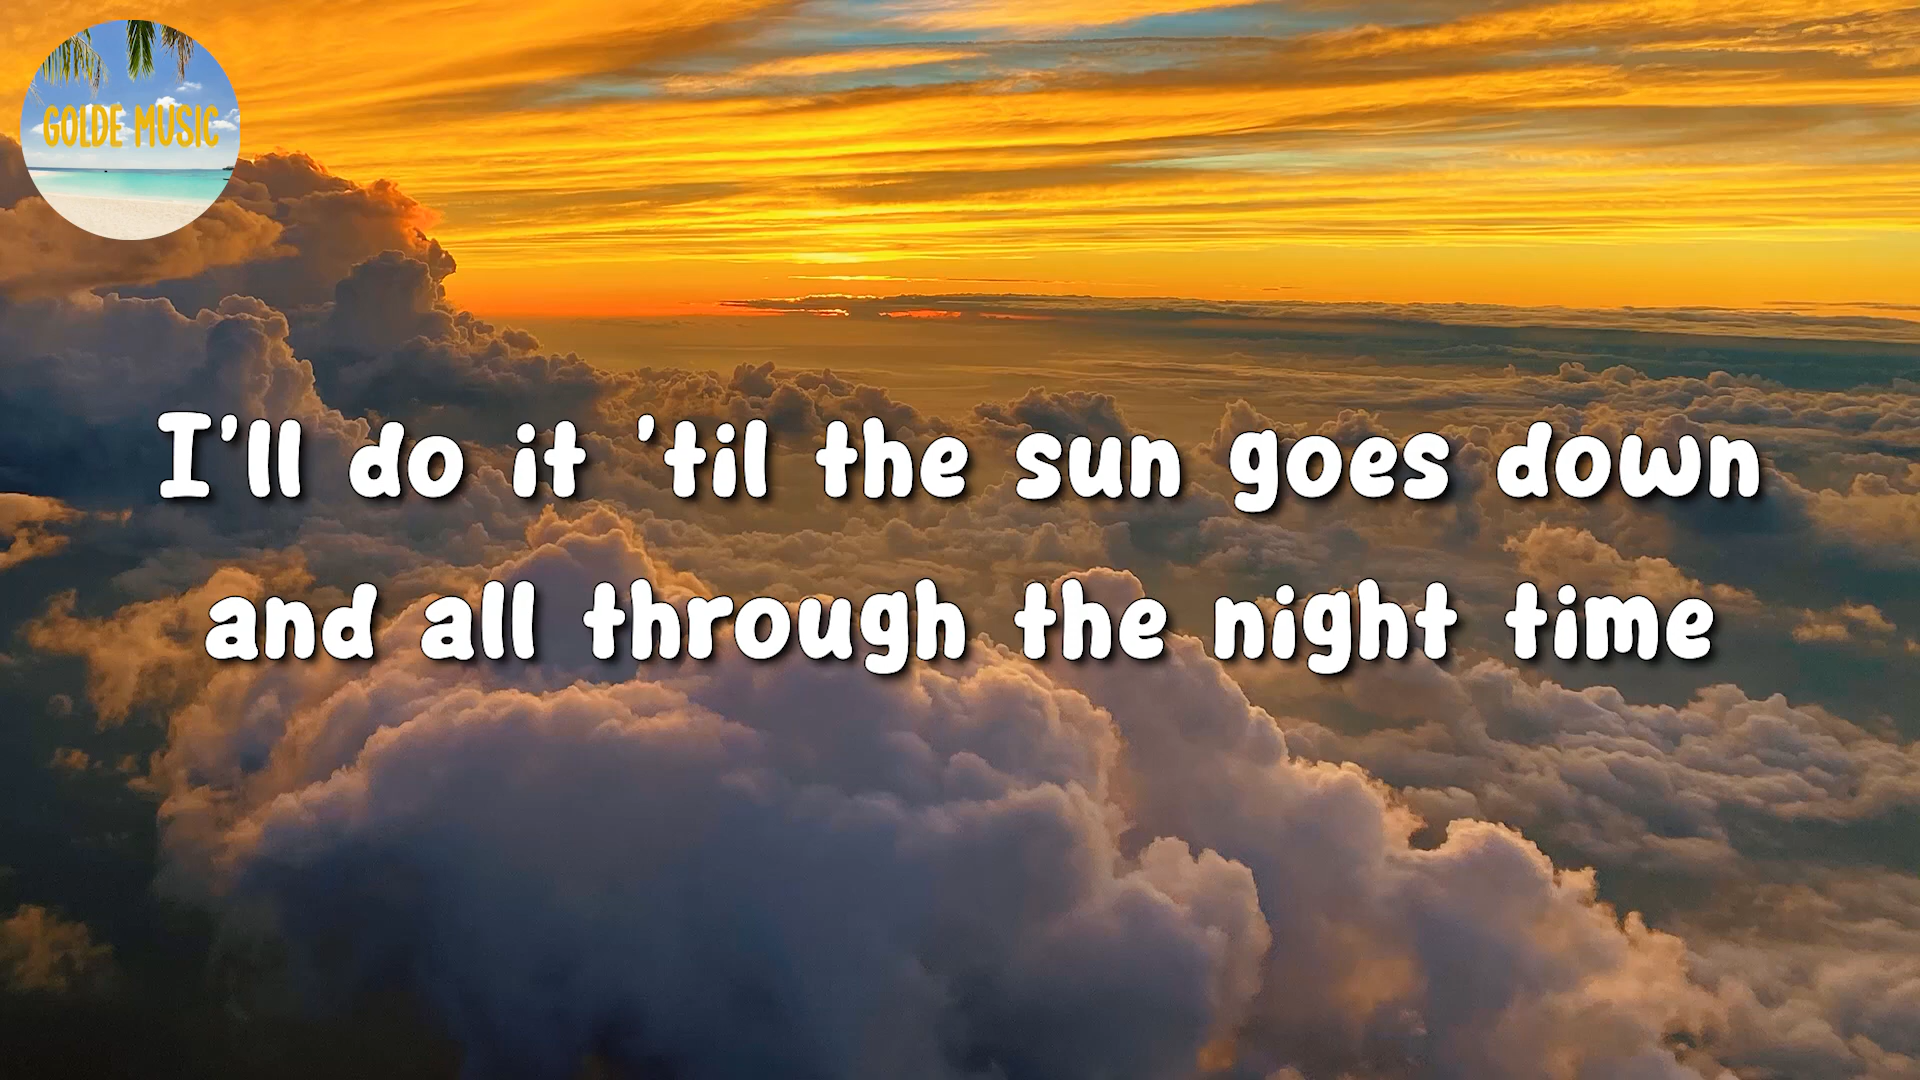 GOLDE MUSIC
I'll do it 'til the sun goes down
and all through the night time